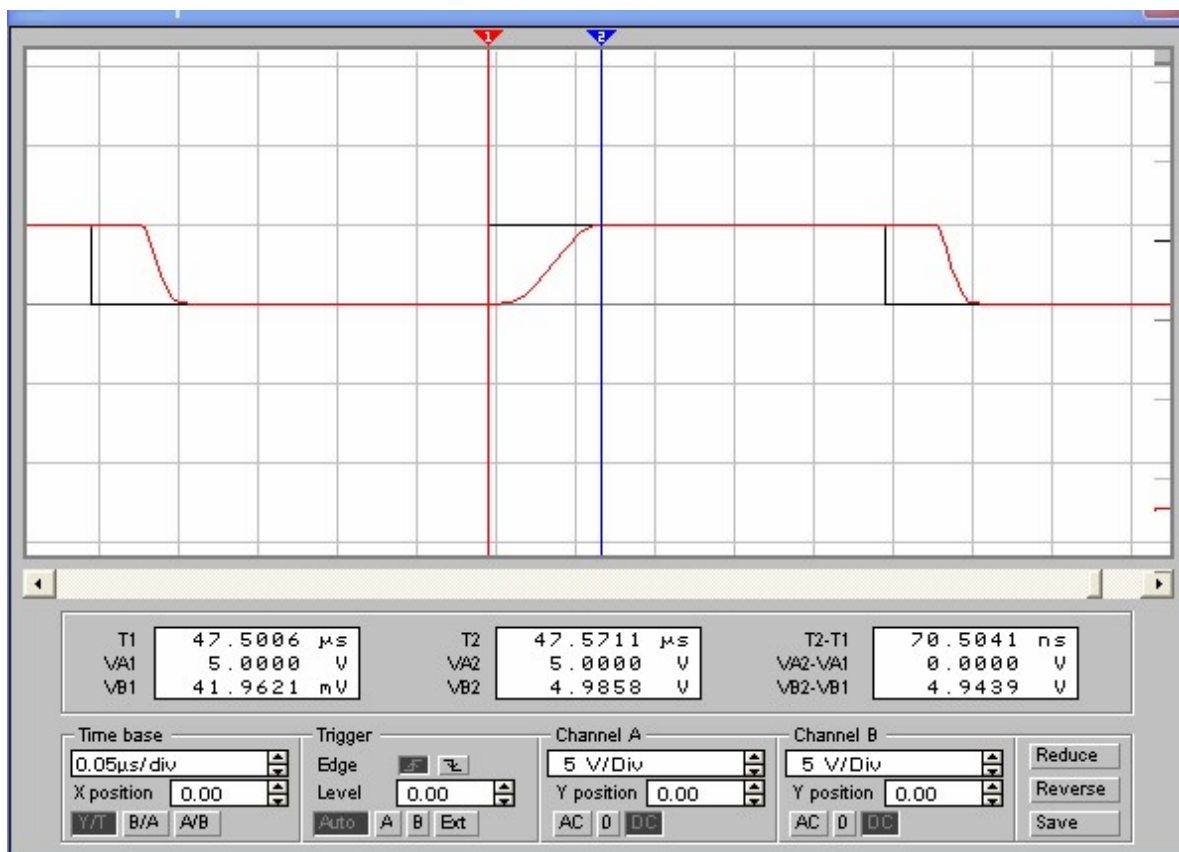 1 2
T1 47.5006 µs T2 47.5711 µs T2-T1 70.5041 ns
VA1 5.0000 V VA2 5.0000 V VA2-VA1 0.0000 V
VB1 41.9621 mV VB2 4.9858 V VB2-VB1 4.9439 V
Time base Trigger Channel A Channel B
0.05µs/div Edge 5 V/Div 5 V/Div Reduce
X position 0.00 Level 0.00 Y position 0.00 Y position 0.00 Reverse
Y/T B/A A/B Auto A B Ext AC 0 DC AC 0 DC Save